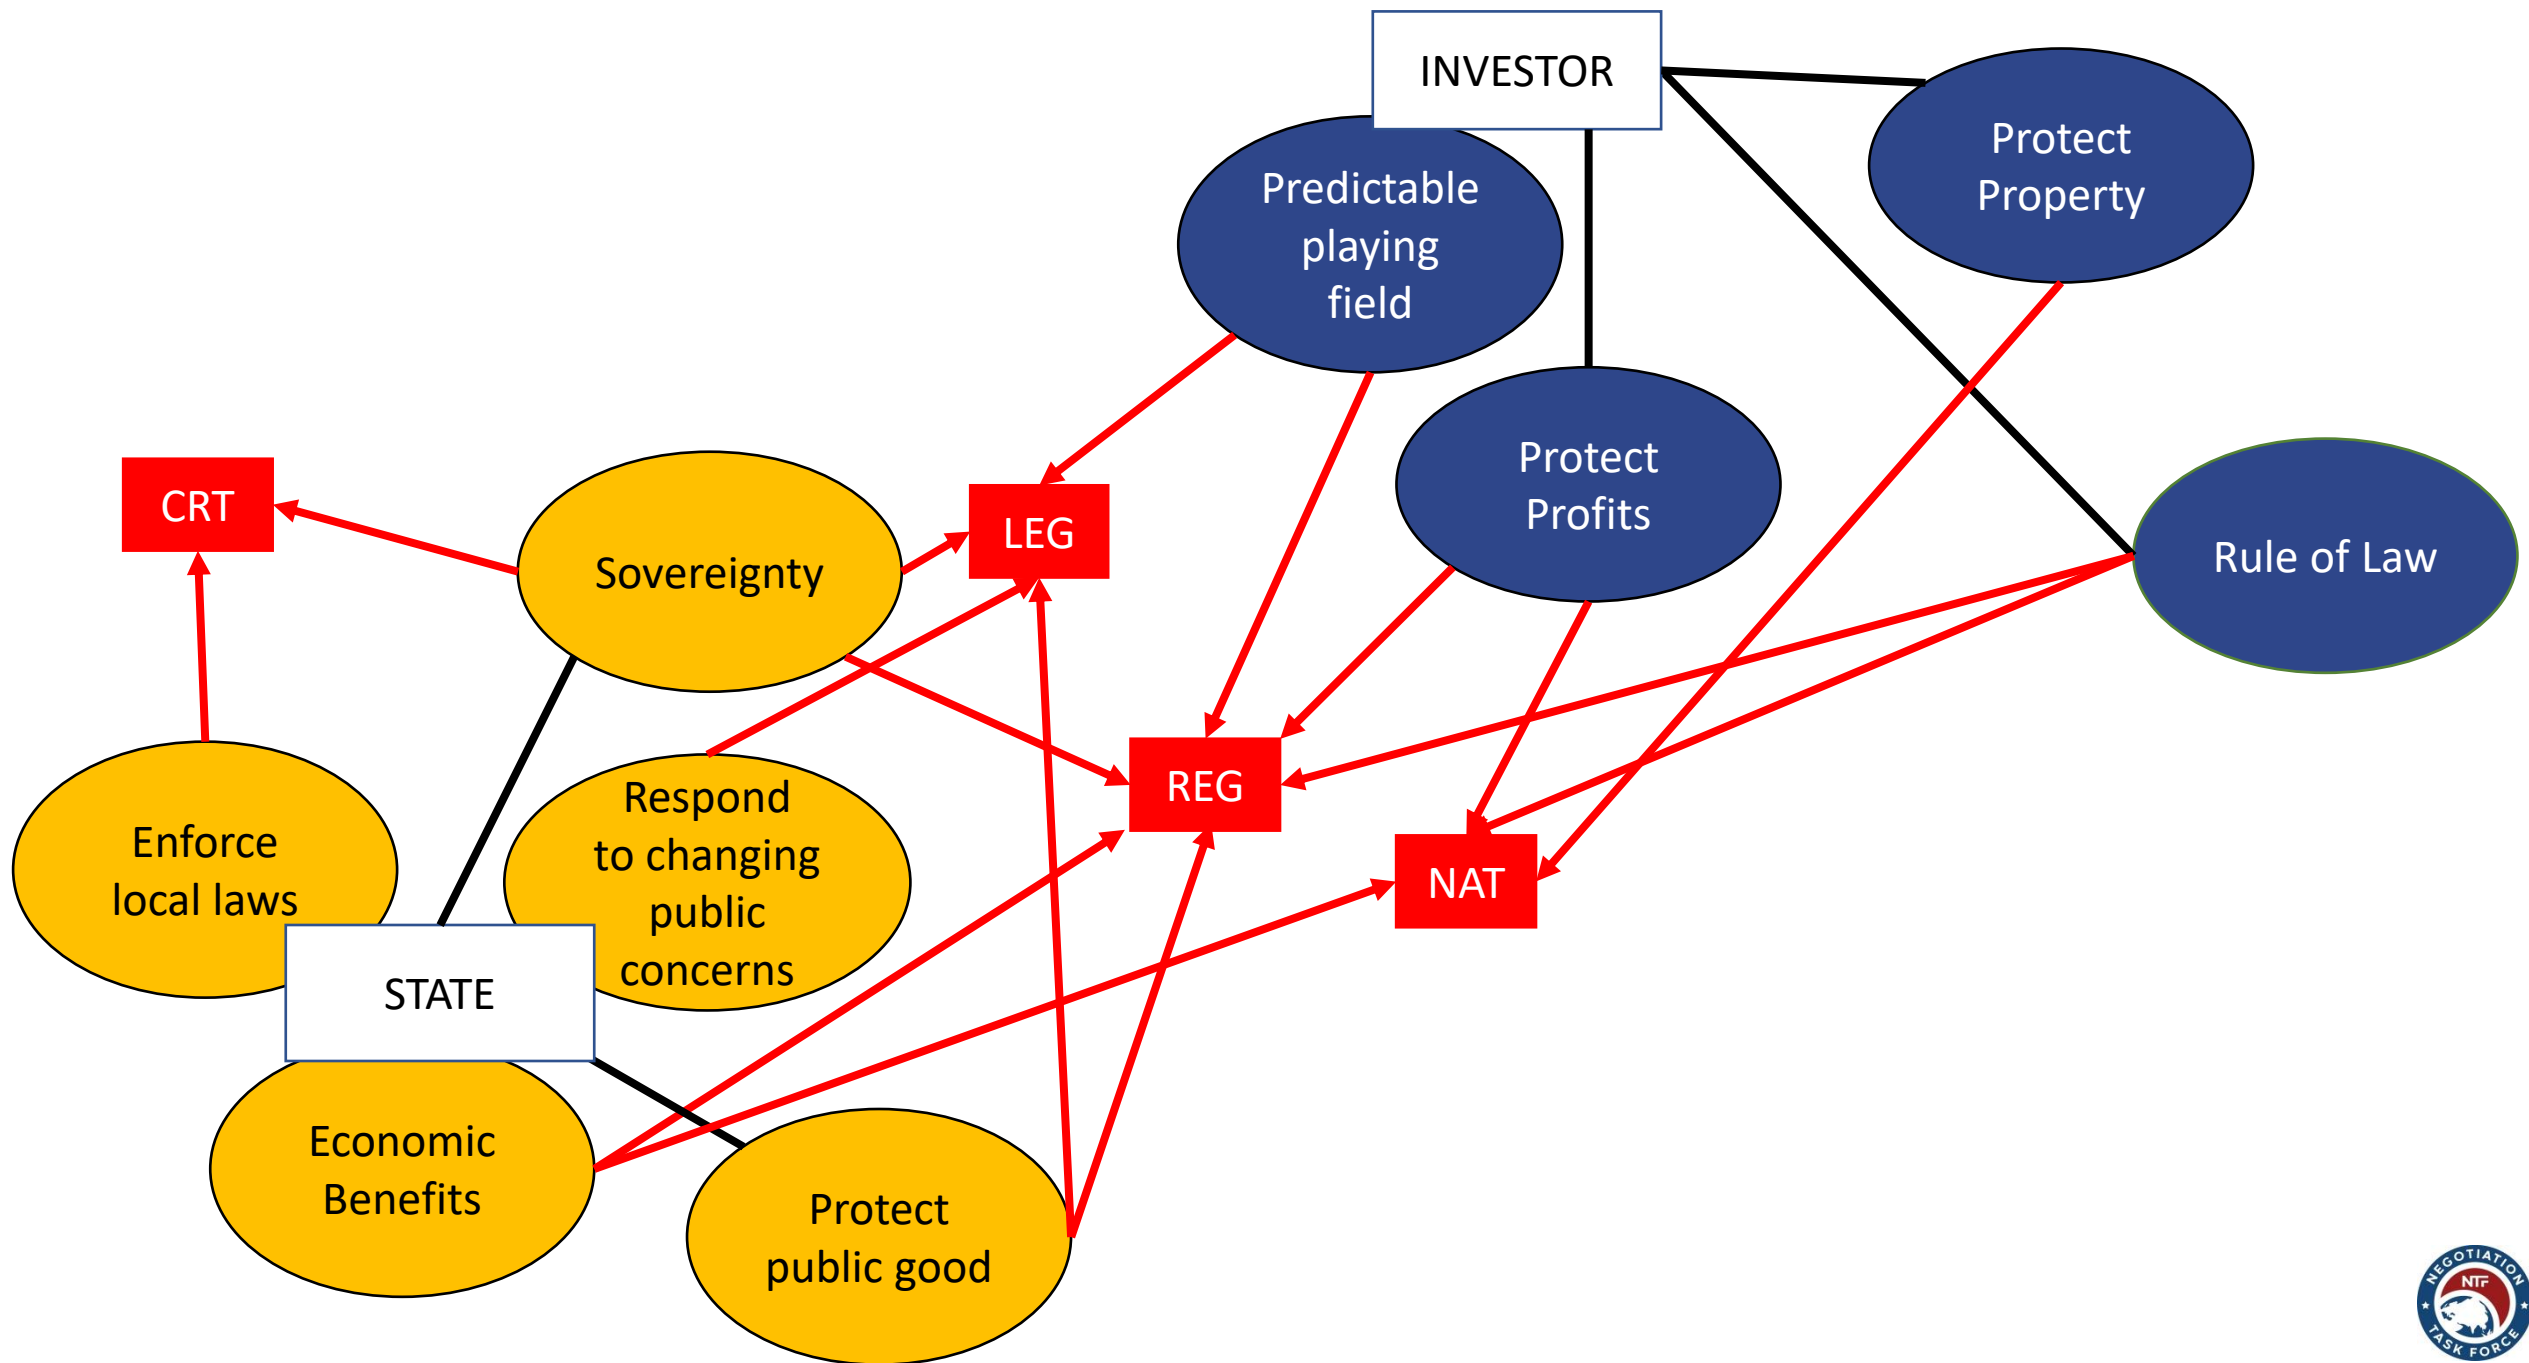 INVESTOR
Protect
Property
Predictable
playing
field
Protect
Profits
CRT
LEG
Sovereignty
Rule of Law
Respond
to changing
public
concerns
REG
Enforce
local laws
NAT
STATE
Economic
Benefits
Protect
public good
NEGOTIATION
NTF
TASK FORCE